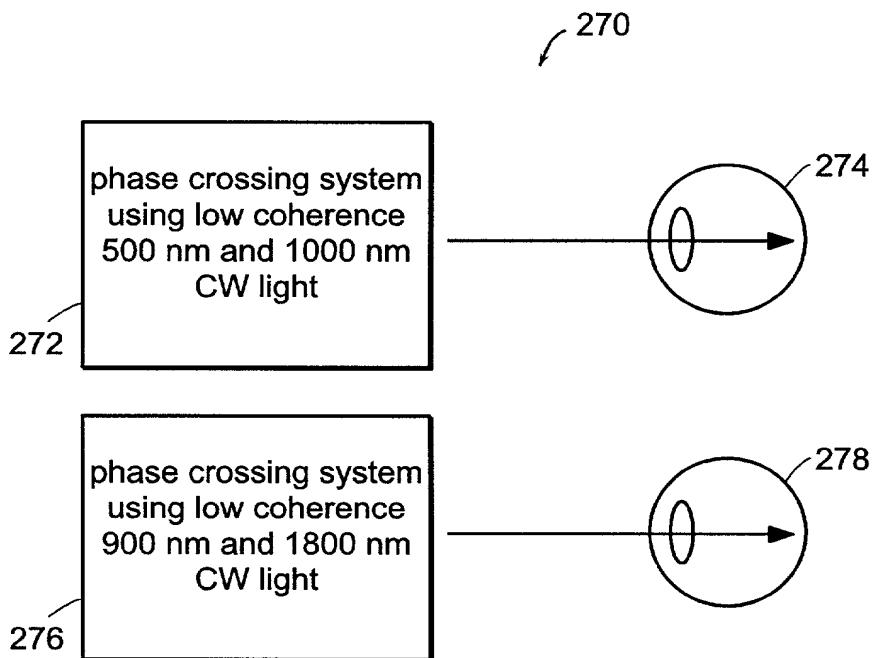 270
phase crossing system
using low coherence
500 nm and 1000 nm
CW light
274
272
phase crossing system
using low coherence
900 nm and 1800 nm
CW light
278
276